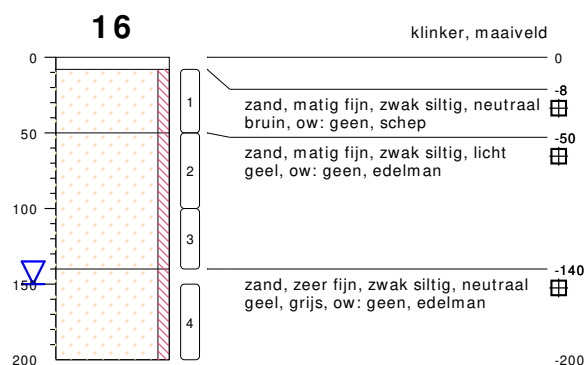 16
klinker, maaiveld
0
0
-8
1
zand, matig fijn, zwak siltig, neutraal
bruin, ow: geen, schep
50
-50
zand, matig fijn, zwak siltig, licht
geel, ow: geen, edelman
2
100
3
-140
150
zand, zeer fijn, zwak siltig, neutraal
geel, grijs, ow: geen, edelman
4
200
-200